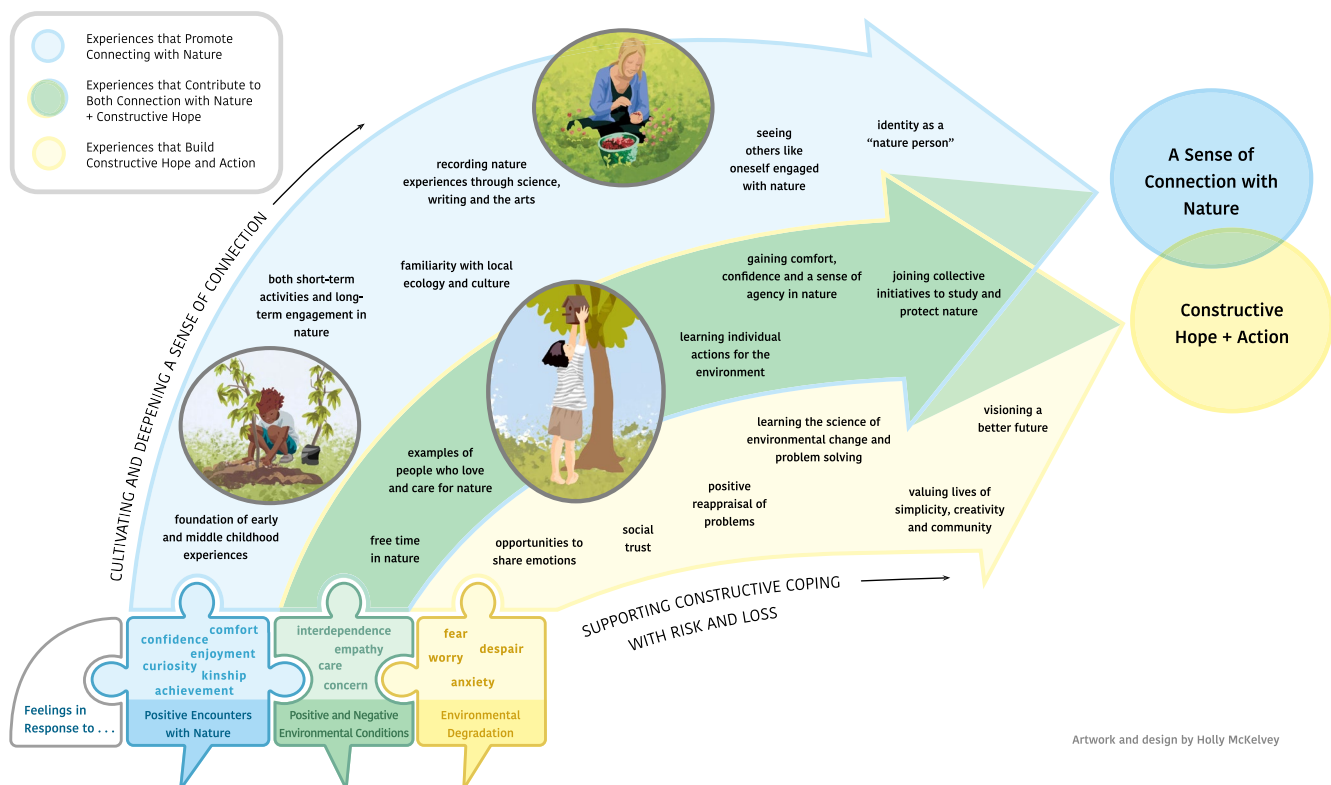 Experiences that Promote
Connecting with Nature
Experiences that Contribute to
Both Connection with Nature
+ Constructive Hope
Experiences that Build
Constructive Hope and Action
CULTIVATING AND DEEPENING A SENSE OF CONNECTION
recording nature
experiences through science,
writing and the arts
seeing
others like
oneself engaged
with nature
identity as a
“nature person”
both short-term
activities and long-
term engagement in
nature
familiarity with local
ecology and culture
foundation of early
and middle childhood
experiences
gaining comfort,
confidence and a sense of
agency in nature
joining collective
initiatives to study and
protect nature
learning individual
actions for the
environment
examples of
people who love
and care for nature
free time
in nature
learning the science of
environmental change and
problem solving
visioning a
better future
positive
reappraisal of
problems
valuing lives of
simplicity, creativity
and community
social
trust
opportunities to
share emotions
SUPPORTING CONSTRUCTIVE COPING
WITH RISK AND LOSS
A Sense of
Connection with
Nature
Constructive
Hope + Action
Feelings in
Response to . . .
comfort
confidence
enjoyment
curiosity
kinship
achievement
Positive Encounters
with Nature
interdependence
empathy
care
concern
Positive and Negative
Environmental Conditions
fear
despair
worry
anxiety
Environmental
Degradation
Artwork and design by Holly McKelvey